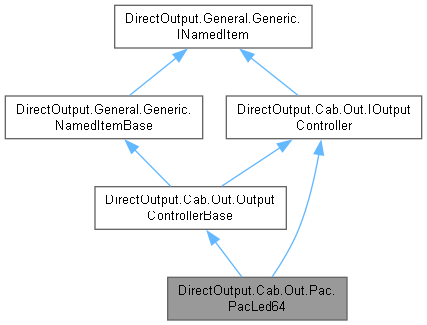 DirectOutput.General.Generic.
INamedItem
DirectOutput.General.Generic.
NamedItemBase
DirectOutput.Cab.Out.IOutput
Controller
DirectOutput.Cab.Out.Output
ControllerBase
DirectOutput.Cab.Out.Pac.
PacLed64